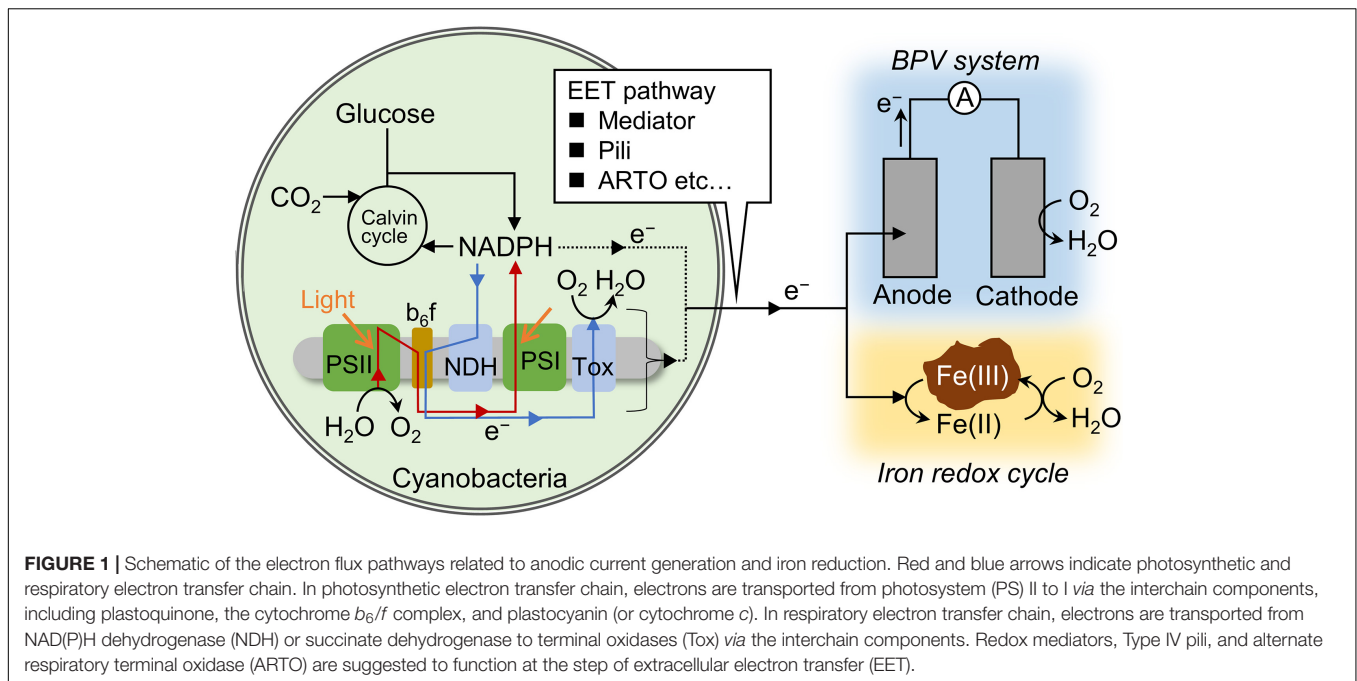 BPV system
EET pathway
■ Mediator
■ Pili
■ ARTO etc…
e⁻
A
Glucose
CO₂
Calvin
cycle
NADPH
e⁻
O₂
H₂O
Anode
Cathode
e⁻
O₂ H₂O
Light
b₆f
PSII
NDH
PSI
Tox
H₂O
O₂
e⁻
Cyanobacteria
Fe(III)
Fe(II)
O₂
H₂O
Iron redox cycle
FIGURE 1 | Schematic of the electron flux pathways related to anodic current generation and iron reduction. Red and blue arrows indicate photosynthetic and
respiratory electron transfer chain. In photosynthetic electron transfer chain, electrons are transported from photosystem (PS) II to I via the interchain components,
including plastoquinone, the cytochrome b₆/f complex, and plastocyanin (or cytochrome c). In respiratory electron transfer chain, electrons are transported from
NAD(P)H dehydrogenase (NDH) or succinate dehydrogenase to terminal oxidases (Tox) via the interchain components. Redox mediators, Type IV pili, and alternate
respiratory terminal oxidase (ARTO) are suggested to function at the step of extracellular electron transfer (EET).